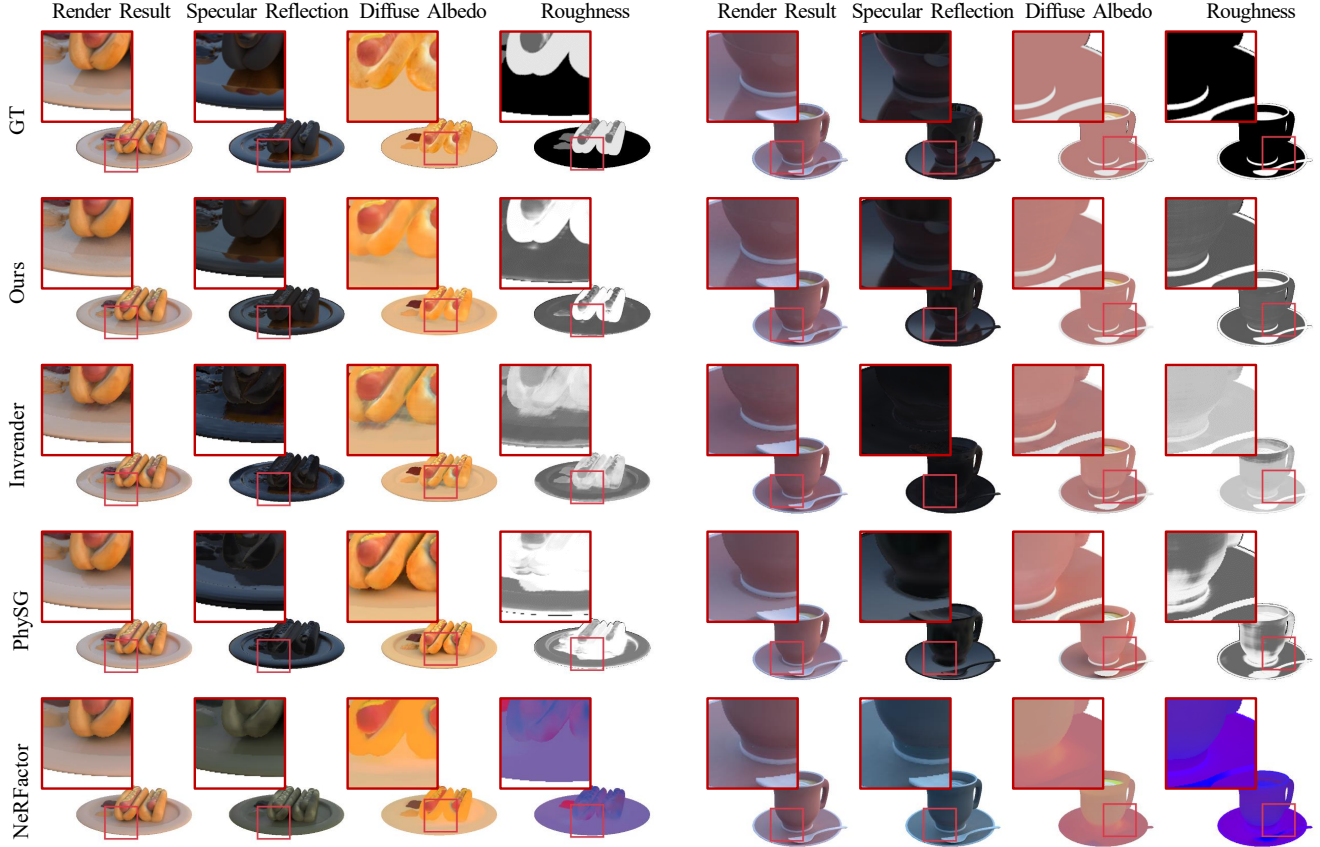 Render Result Specular Reflection Diffuse Albedo Roughness Render Result Specular Reflection Diffuse Albedo Roughness
GT
Ours
Invrender
PhySG
NeRFactor